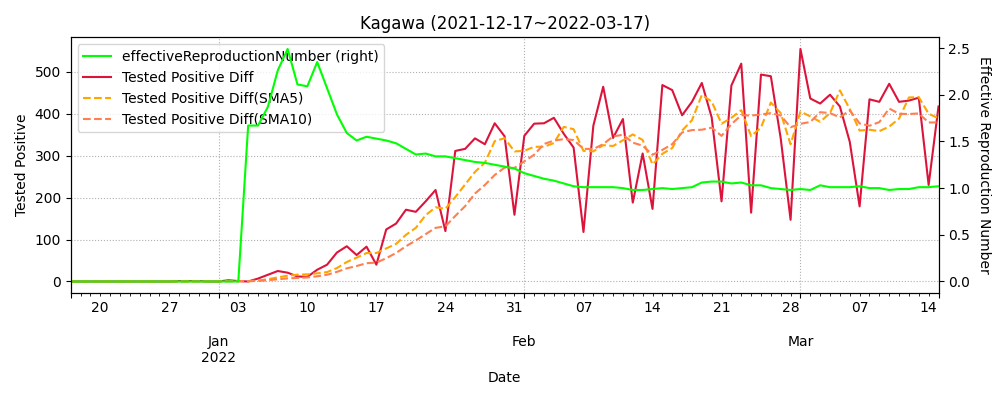 Kagawa (2021-12-17~2022-03-17)
effectiveReproductionNumber (right)
Tested Positive Diff
Tested Positive Diff(SMA5)
Tested Positive Diff(SMA10)
Tested Positive
500
400
300
200
100
0
2.5
2.0
1.5
1.0
0.5
0.0
Effective Reproduction Number
20 27 03 10 17 24 31 07 14 21 28 07 14
Jan Feb Mar
2022
Date